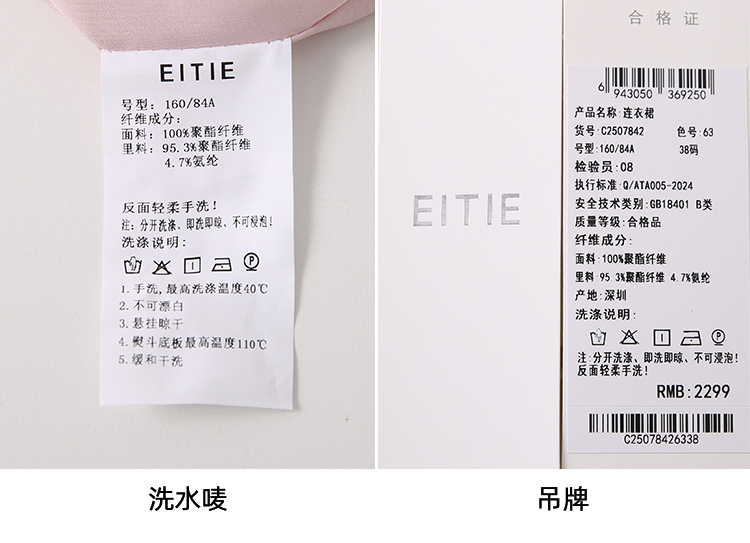 EITIE
号型: 160/84A
纤维成分:
面料: 100%聚酯纤维
里料: 95.3%聚酯纤维
4.7%氨纶
反面轻柔手洗!
注: 分开洗涤、即洗即晾、不可浸泡!
洗涤说明:
P
1. 手洗,最高洗涤温度40℃
2. 不可漂白
3. 悬挂晾干
4. 熨斗底板最高温度110℃
5. 缓和干洗
洗水唛
EITIE
合格证
6 943050 369250
产品名称: 连衣裙
货号: C2507842 色号: 63
号型: 160/84A 38码
检验员: 08
执行标准: Q/ATA005-2024
安全技术类别: GB18401 B类
质量等级: 合格品
纤维成分:
面料: 100%聚酯纤维
里料: 95.3%聚酯纤维 4.7%氨纶
产地: 深圳
洗涤说明:
P
注: 分开洗涤、即洗即晾、不可浸泡!
反面轻柔手洗!
RMB: 2299
C25078426338
吊牌